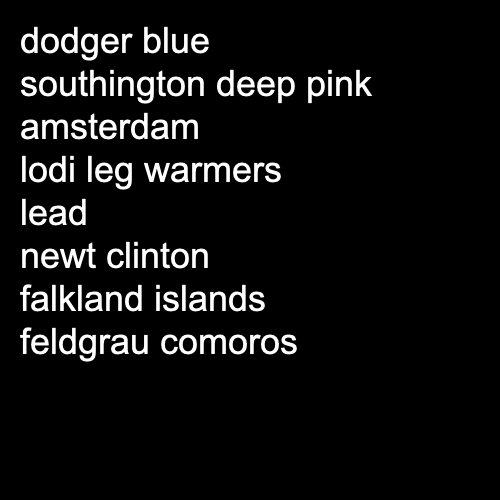 dodger blue
southington deep pink
amsterdam
lodi leg warmers
lead
newt clinton
falkland islands
feldgrau comoros